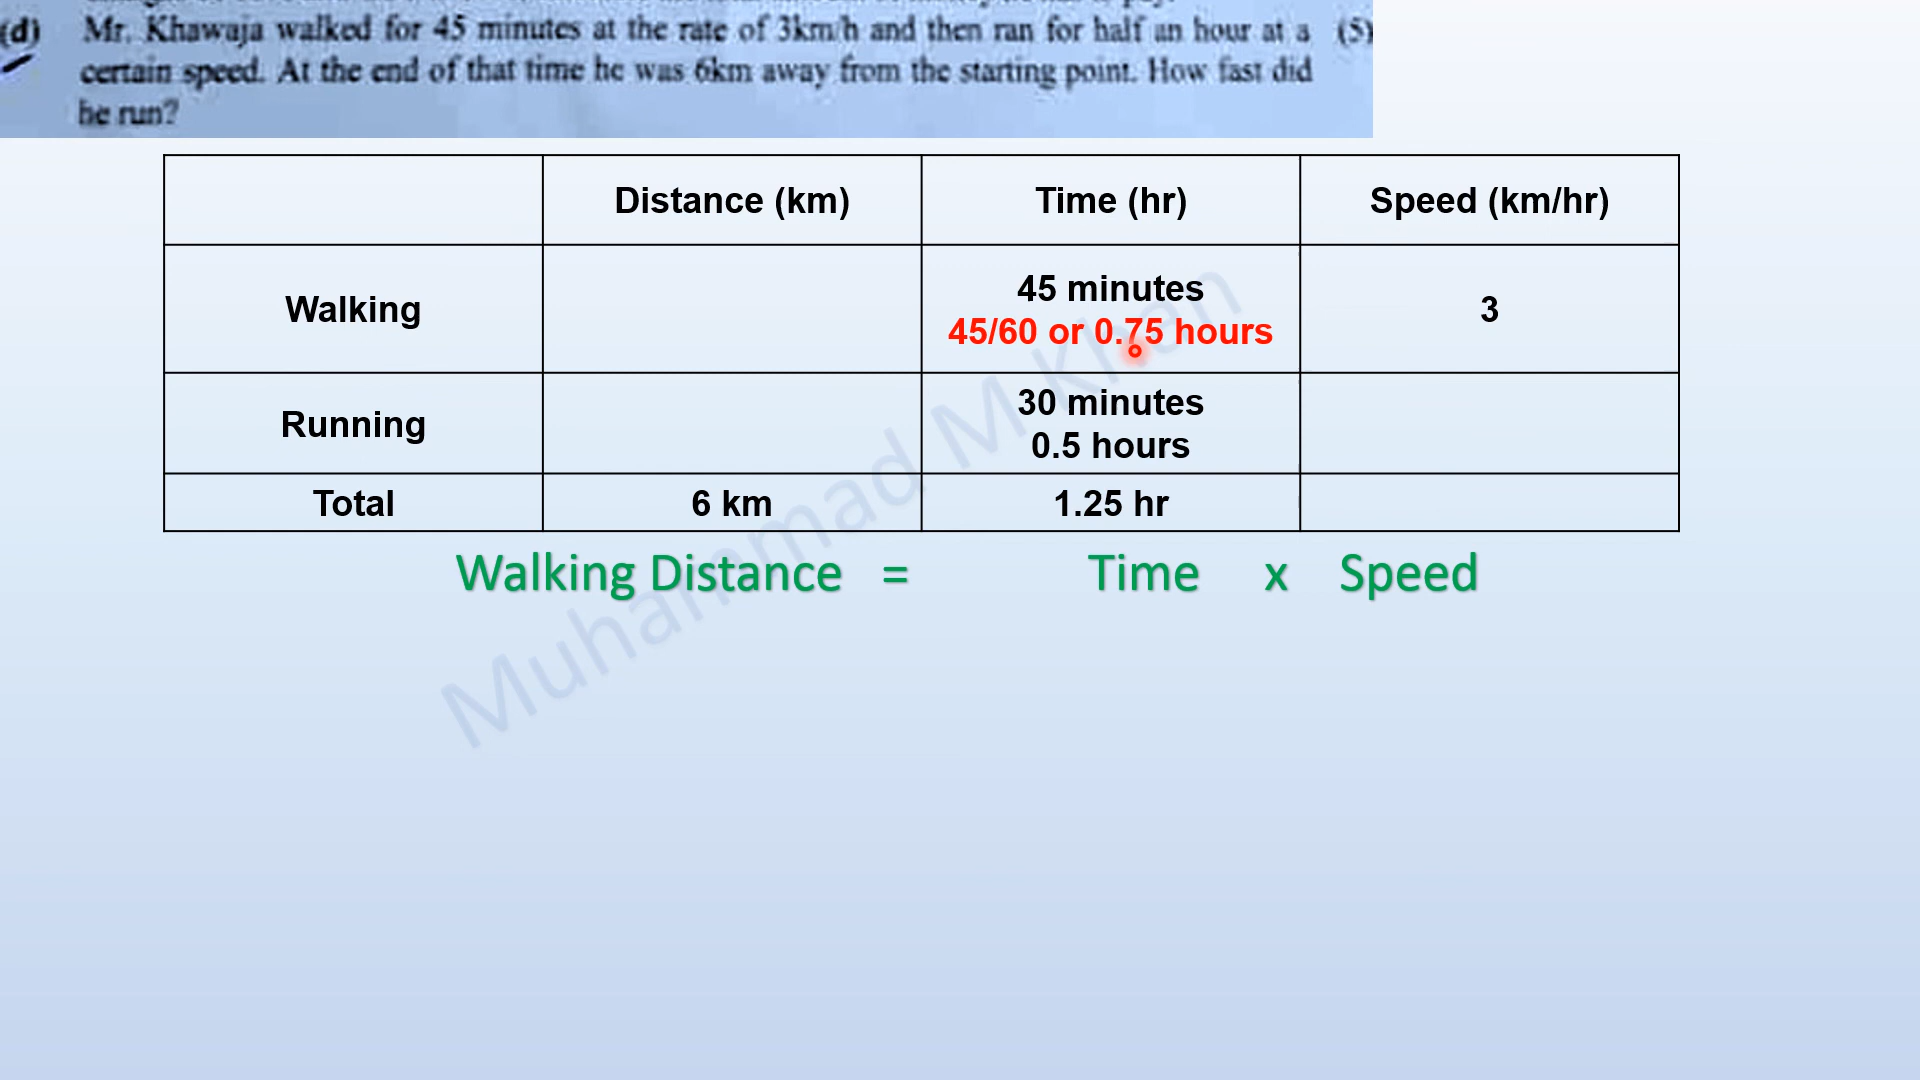 (d) Mr. Khawaja walked for 45 minutes at the rate of 3km/h and then ran for half an hour at a (5)
certain speed. At the end of that time he was 6km away from the starting point. How fast did
he run?
Distance (km) Time (hr) Speed (km/hr)
Walking 45 minutes 3
45/60 or 0.75 hours
Running 30 minutes
0.5 hours
Total 6 km 1.25 hr
Walking Distance = Time x Speed
Muhammad M Khan